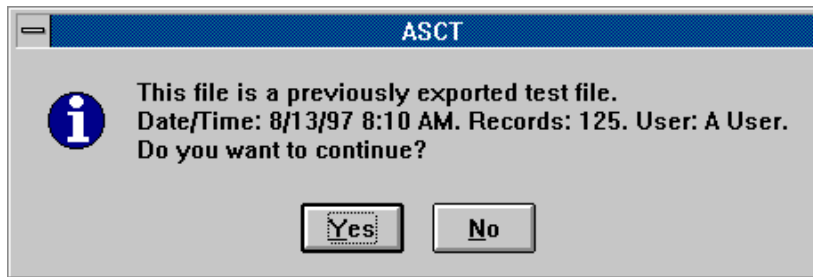 ASCT
This file is a previously exported test file.
Date/Time: 8/13/97 8:10 AM. Records: 125. User: A User.
Do you want to continue?
Yes No